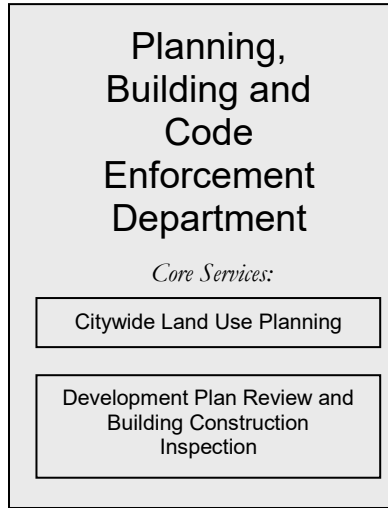 Planning,
Building and
Code
Enforcement
Department
Core Services:
Citywide Land Use Planning
Development Plan Review and
Building Construction
Inspection